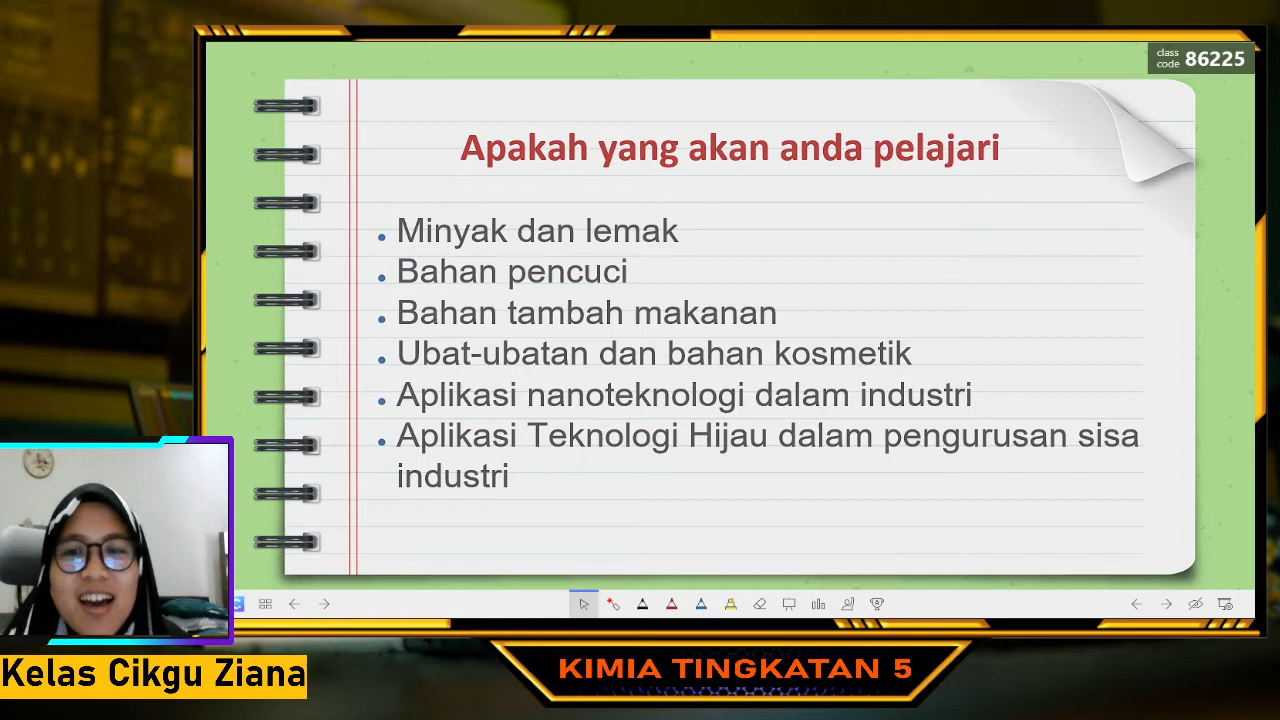 class
code 86225
Apakah yang akan anda pelajari
• Minyak dan lemak
• Bahan pencuci
• Bahan tambah makanan
• Ubat-ubatan dan bahan kosmetik
• Aplikasi nanoteknologi dalam industri
• Aplikasi Teknologi Hijau dalam pengurusan sisa
industri
Kelas Cikgu Ziana
KIMIA TINGKATAN 5